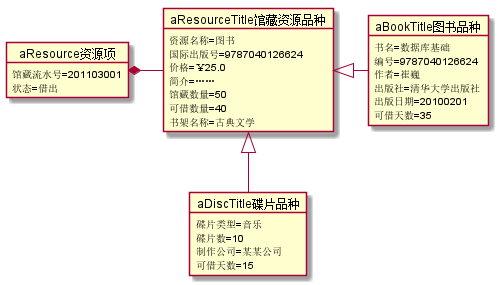 aResource资源项
馆藏流水号=201103001
状态=借出
aResourceTitle馆藏资源品种
资源名称=图书
国际出版号=9787040126624
价格=¥25.0
简介=……
馆藏数量=50
可借数量=40
书架名称=古典文学
aBookTitle图书品种
书名=数据库基础
编号=9787040126624
作者=崔巍
出版社=清华大学出版社
出版日期=20100201
可借天数=35
aDiscTitle碟片品种
碟片类型=音乐
碟片数=10
制作公司=某某公司
可借天数=15